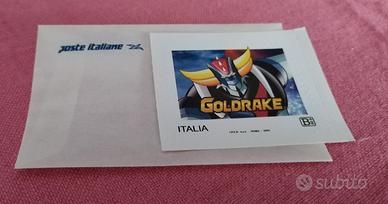 poste italiane
GOLDRAKE
ITALIA
B
subito